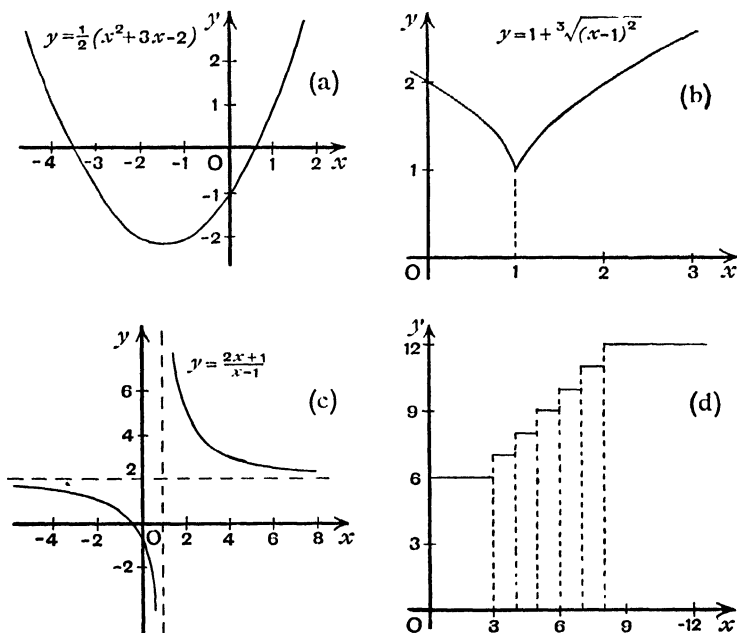 y
y=½(x²+3x-2)
2
(a)
1
-4 -3 -2 -1 O 1 2 x
-1
-2
y
y=1+³√(x-1)²
2
(b)
1
O 1 2 3 x
y
y=2x+1/x-1
6
(c)
4
2
-4 -2 O 2 4 6 8 x
-2
y
12
9
(d)
6
3
O 3 6 9 -12 x